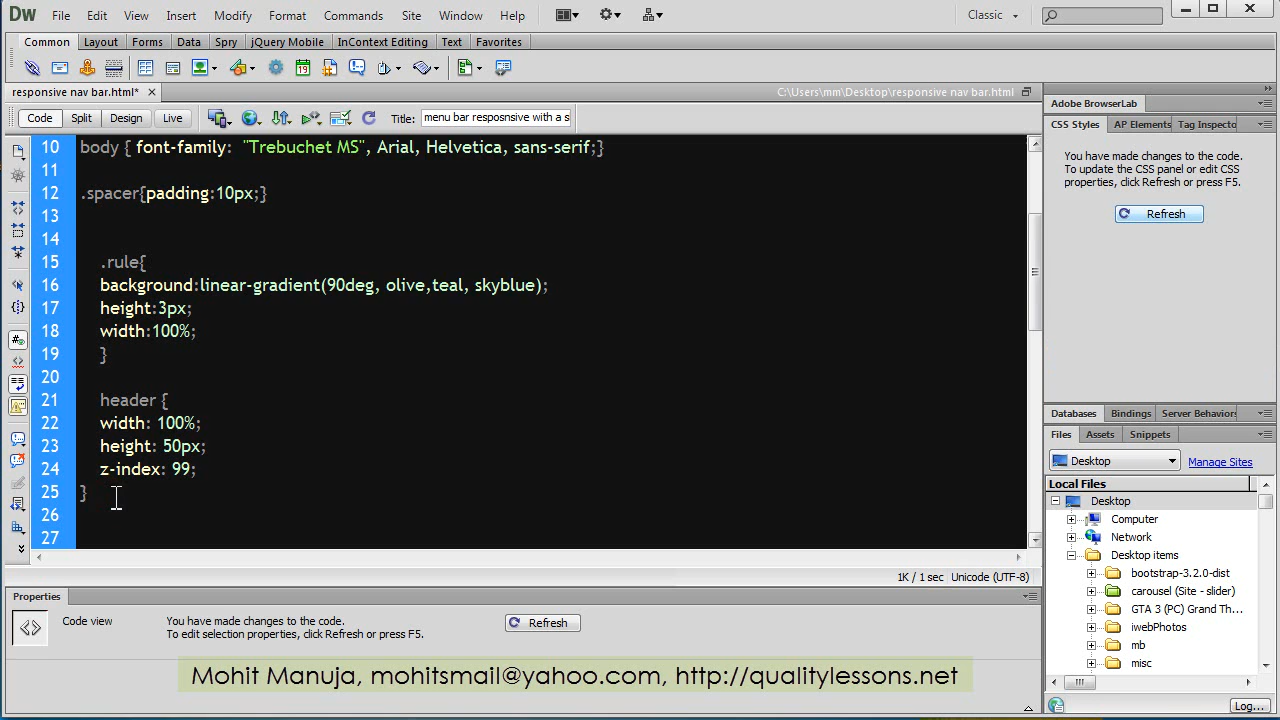 Dw File Edit View Insert Modify Format Commands Site Window Help Classic
Common Layout Forms Data Spry jQuery Mobile InContext Editing Text Favorites
responsive nav bar.html* C:\Users\mm\Desktop\responsive nav bar.html
Code Split Design Live Title: menu bar resposnsive with a s
10 body { font-family: "Trebuchet MS", Arial, Helvetica, sans-serif;}
11
12 .spacer{padding:10px;}
13
14
15 .rule{
16 background:linear-gradient(90deg, olive,teal, skyblue);
17 height:3px;
18 width:100%;
19 }
20
21 header {
22 width: 100%;
23 height: 50px;
24 z-index: 99;
25 }
26
27
1K / 1 sec Unicode (UTF-8)
Properties
Code view
You have made changes to the code.
To edit selection properties, click Refresh or press F5.
Refresh
Adobe BrowserLab
CSS Styles AP Elements Tag Inspecto
You have made changes to the code.
To update the CSS panel or edit CSS
properties, click Refresh or press F5.
Refresh
Databases Bindings Server Behaviors
Files Assets Snippets
Desktop Manage Sites
Local Files
Desktop
Computer
Network
Desktop items
bootstrap-3.2.0-dist
carousel (Site - slider)
GTA 3 (PC) Grand Th...
iwebPhotos
mb
misc
Log...
Mohit Manuja, mohitsmail@yahoo.com, http://qualitylessons.net